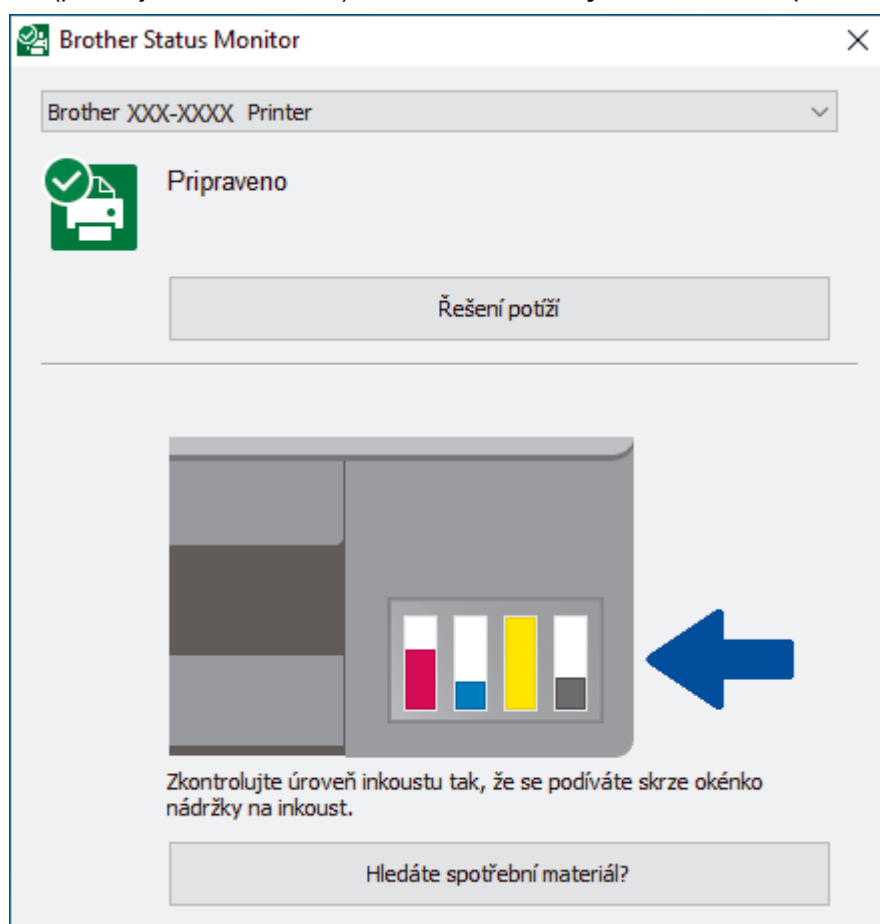 Brother Status Monitor
Brother XXX-XXXX Printer
Pripraveno
Řešení potíží
Zkontrolujte úroveň inkoustu tak, že se podíváte skrze okénko
nádržky na inkoust.
Hledáte spotřební materiál?